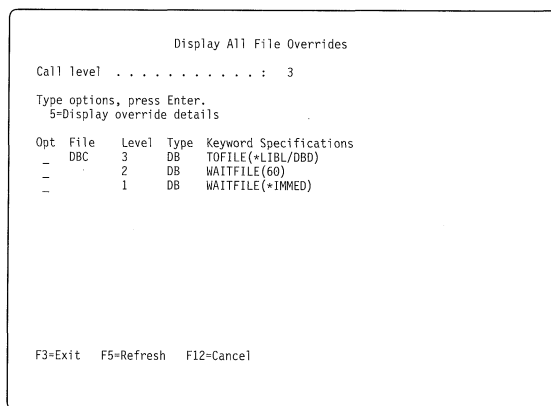 Display All File Overrides
Call level . . . . . . . . . . . : 3
Type options, press Enter.
5=Display override details
Opt File Level Type Keyword Specifications
_ DBC 3 DB TOFILE(*LIBL/DBD)
_ 2 DB WAITFILE(60)
_ 1 DB WAITFILE(*IMMED)
F3=Exit F5=Refresh F12=Cancel